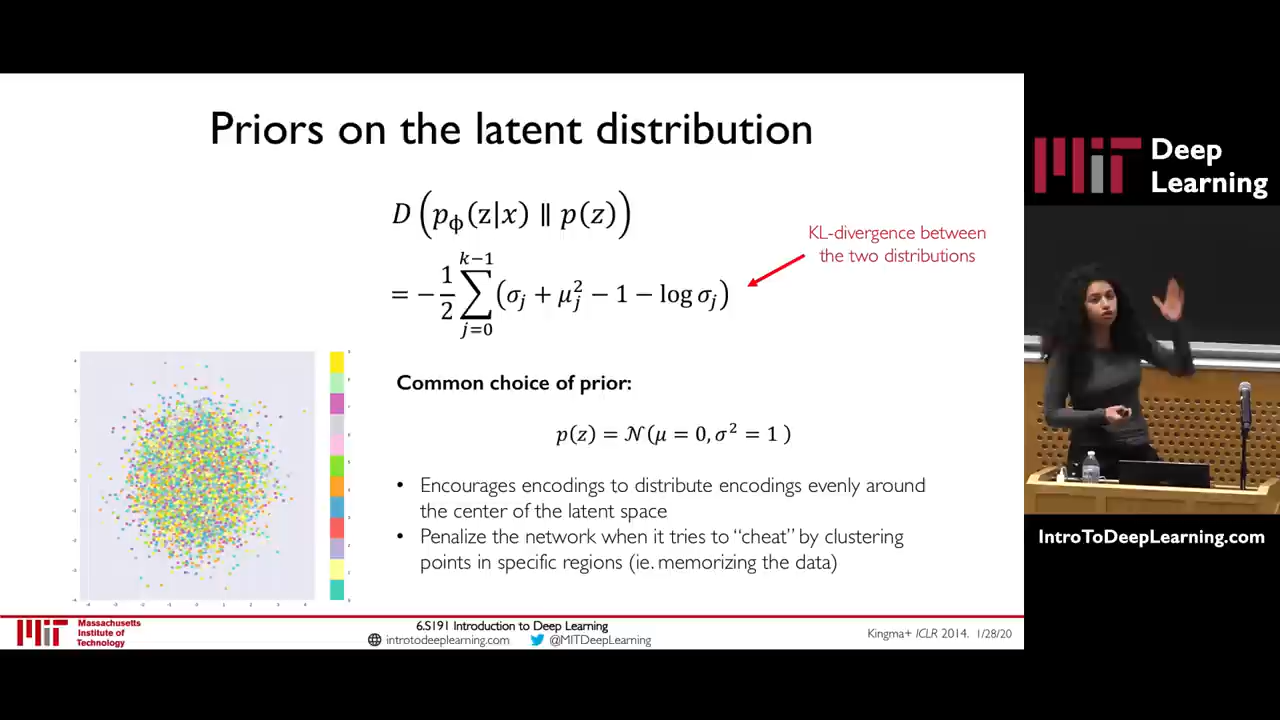 Priors on the latent distribution
D(p_ϕ(z|x) ∥ p(z))
= −1/2 ∑_{j=0}^{k−1} (σ_j + μ_j^2 − 1 − log σ_j)
KL-divergence between
the two distributions
Common choice of prior:
p(z) = 𝒩(μ = 0, σ^2 = 1 )
• Encourages encodings to distribute encodings evenly around
the center of the latent space
• Penalize the network when it tries to “cheat” by clustering
points in specific regions (ie. memorizing the data)
Massachusetts
Institute of
Technology
6.S191 Introduction to Deep Learning
introtodeeplearning.com @MITDeepLearning
Kingma+ ICLR 2014. 1/28/20
MIT Deep
Learning
IntroToDeepLearning.com